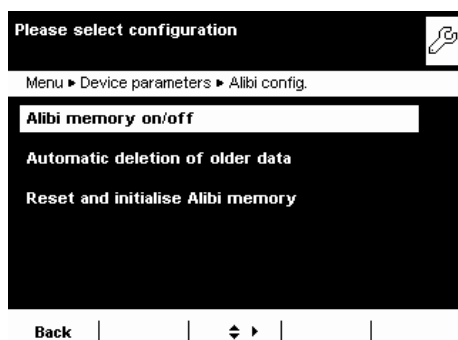 Please select configuration
Menu ▸ Device parameters ▸ Alibi config.
Alibi memory on/off
Automatic deletion of older data
Reset and initialise Alibi memory
Back